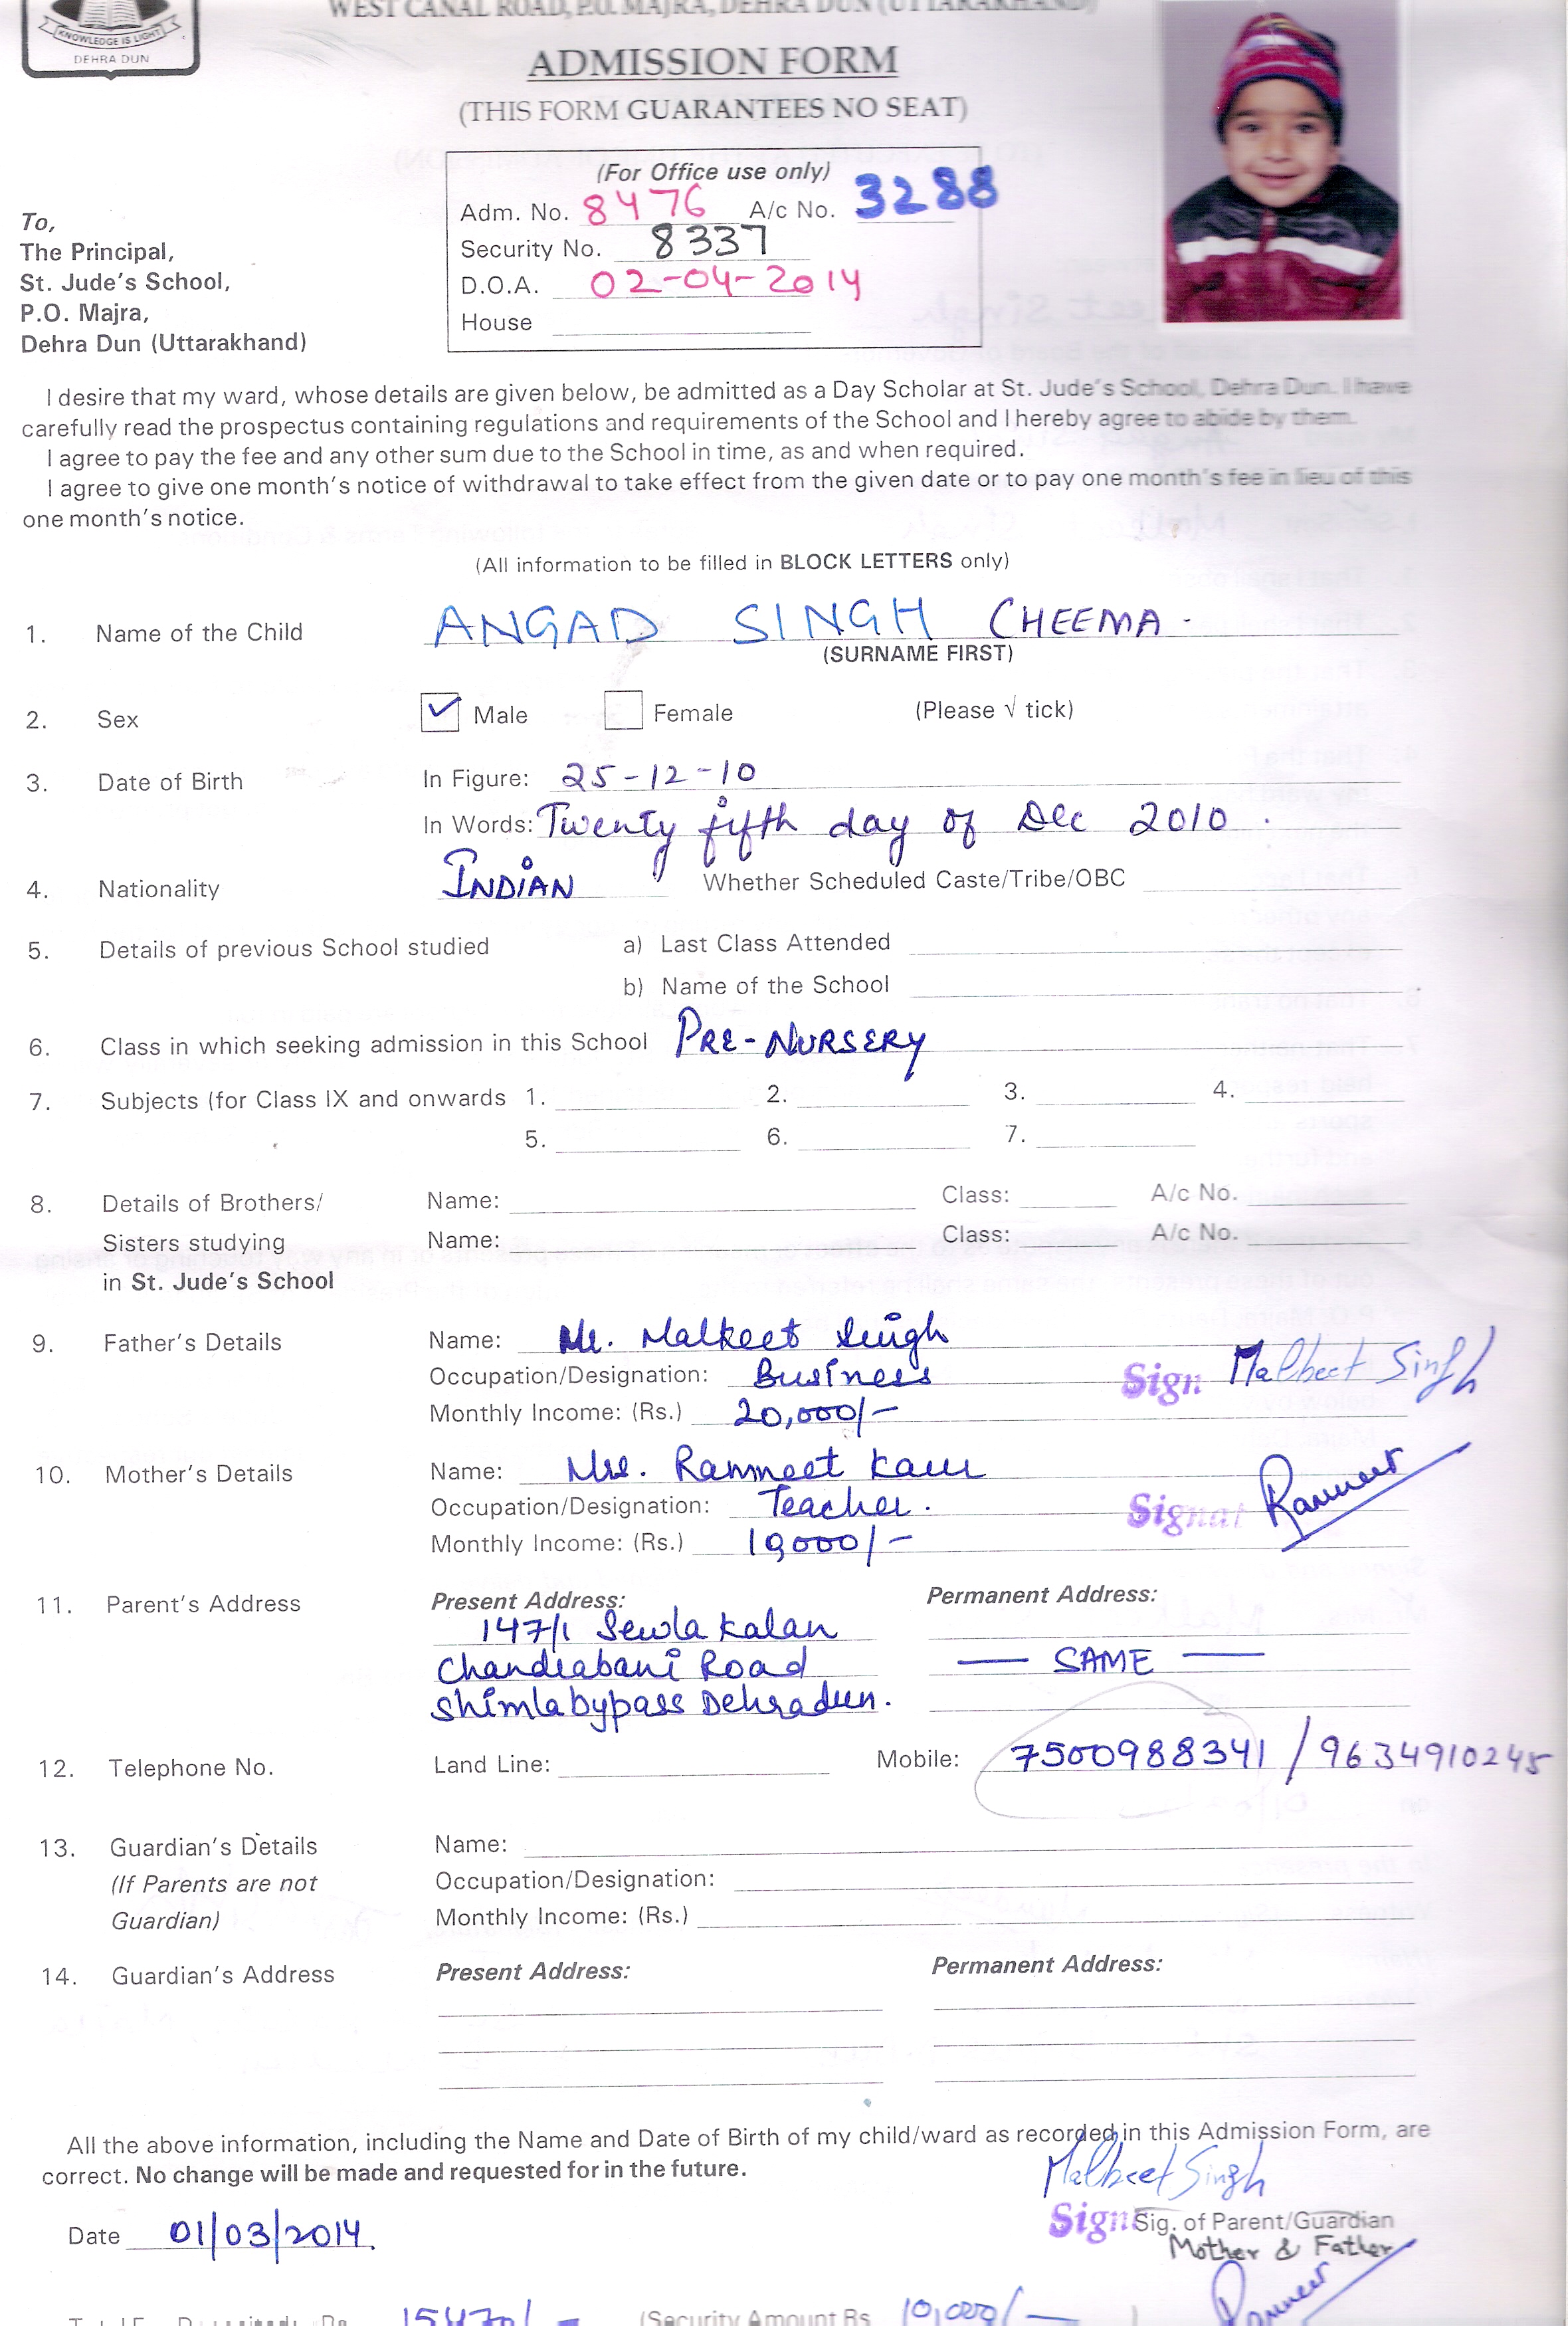 WEST CANAL ROAD, P.O. MAJRA, DEHRA DUN (UTTARAKHAND)
KNOWLEDGE IS LIGHT
DEHRA DUN
ADMISSION FORM
(THIS FORM GUARANTEES NO SEAT)
(For Office use only)
Adm. No. 8476 A/c No. 3288
Security No. 8337
D.O.A. 02-04-2014
House
To,
The Principal,
St. Jude's School,
P.O. Majra,
Dehra Dun (Uttarakhand)
I desire that my ward, whose details are given below, be admitted as a Day Scholar at St. Jude's School, Dehra Dun. I have
carefully read the prospectus containing regulations and requirements of the School and I hereby agree to abide by them.
I agree to pay the fee and any other sum due to the School in time, as and when required.
I agree to give one month's notice of withdrawal to take effect from the given date or to pay one month's fee in lieu of this
one month's notice.
(All information to be filled in BLOCK LETTERS only)
1. Name of the Child ANGAD SINGH CHEEMA.
(SURNAME FIRST)
2. Sex ✓ Male Female (Please √ tick)
3. Date of Birth In Figure: 25-12-10
In Words: Twenty fifth day of Dec 2010.
4. Nationality INDIAN Whether Scheduled Caste/Tribe/OBC
5. Details of previous School studied a) Last Class Attended
b) Name of the School
6. Class in which seeking admission in this School PRE-NURSERY
7. Subjects (for Class IX and onwards 1. 2. 3. 4.
5. 6. 7.
8. Details of Brothers/ Name: Class: A/c No.
Sisters studying Name: Class: A/c No.
in St. Jude's School
9. Father's Details Name: Mr. Malkeet Singh
Occupation/Designation: Business Sign Malkeet Singh
Monthly Income: (Rs.) 20,000/-
10. Mother's Details Name: Mrs. Ramneet Kaur
Occupation/Designation: Teacher. Signat Ramneet
Monthly Income: (Rs.) 10,000/-
11. Parent's Address Present Address: Permanent Address:
147/1 Sewla Kalan
Chandrabani Road — SAME —
Shimla bypass Dehradun.
12. Telephone No. Land Line: Mobile: 7500988341 / 9634910245
13. Guardian's Details Name:
(If Parents are not Occupation/Designation:
Guardian) Monthly Income: (Rs.)
14. Guardian's Address Present Address: Permanent Address:
All the above information, including the Name and Date of Birth of my child/ward as recorded in this Admission Form, are
correct. No change will be made and requested for in the future.
Malkeet Singh
Date 01/03/2014. Sign Sig. of Parent/Guardian
Mother & Father
15470/- (Security Amount Rs 10,000/- Ramneet